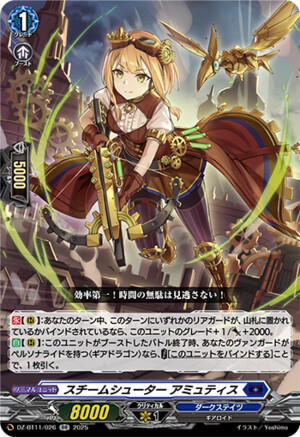 1
グレード
ブースト
シールド
5000
効率第一！時間の無駄は見逃さない！
：あなたのターン中、このターンにいずれかのリアガードが、山札に置か
れているかバインドされているなら、このユニットのグレード＋1／＋2000。
：このユニットがブーストしたバトル終了時、あなたのヴァンガードが
ペルソナライドを持つ《ギアドラゴン》なら、［このユニットをバインドする］こ
とで、1枚引く。
ノーマルユニット
スチームシューター アミュティス
8000
クリティカル
1
ダークステイツ
ギアロイド
DZ-BT11/026 RR 2025
イラスト／Yoshimo